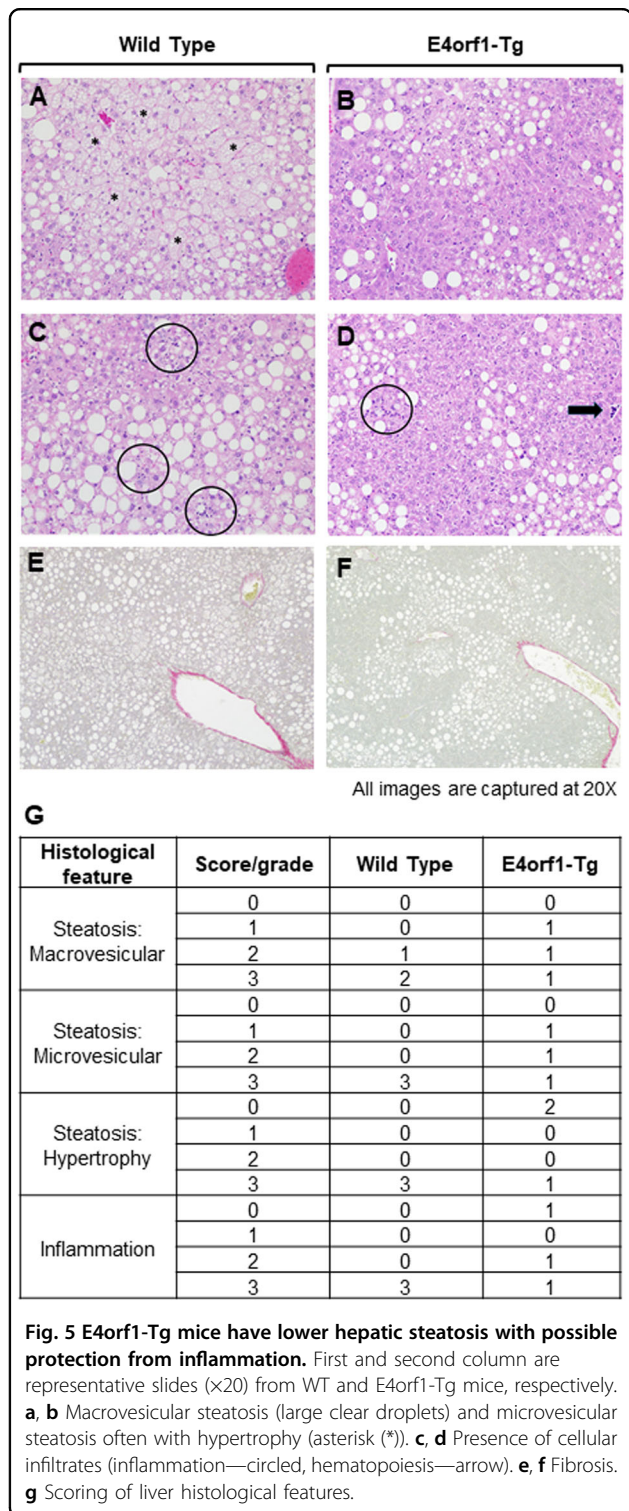 Wild Type E4orf1-Tg
A B
* * * * *
C D
E F
All images are captured at 20X
G
Histological feature Score/grade Wild Type E4orf1-Tg
Steatosis: Macrovesicular 0 0 0
1 0 1
2 1 1
3 2 1
Steatosis: Microvesicular 0 0 0
1 0 1
2 0 1
3 3 1
Steatosis: Hypertrophy 0 0 2
1 0 0
2 0 0
3 3 1
Inflammation 0 0 1
1 0 0
2 0 1
3 3 1
Fig. 5 E4orf1-Tg mice have lower hepatic steatosis with possible
protection from inflammation. First and second column are
representative slides (×20) from WT and E4orf1-Tg mice, respectively.
a, b Macrovesicular steatosis (large clear droplets) and microvesicular
steatosis often with hypertrophy (asterisk (*)). c, d Presence of cellular
infiltrates (inflammation—circled, hematopoiesis—arrow). e, f Fibrosis.
g Scoring of liver histological features.